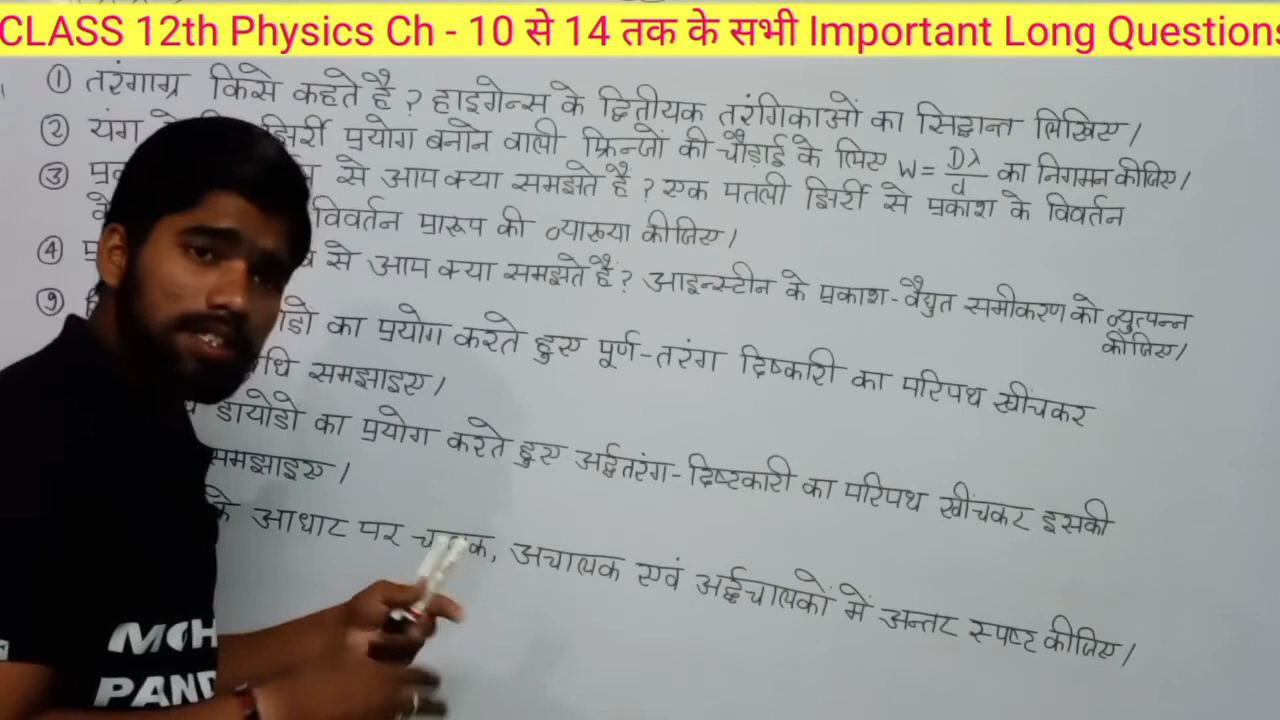 CLASS 12th Physics Ch - 10 से 14 तक के सभी Important Long Questions
① तरंगाग्र किसे कहते है ? हाइगेन्स के द्वितीयक तरंगिकाओं का सिद्धान्त लिखिए /
② यंग झिर्री प्रयोग बनाने वाली फ्रिन्जों की चौड़ाई के लिए W = Dλ/d का निगमन कीजिए /
③ से आप क्या समझते हैं ? एक पतली झिर्री से प्रकाश के विवर्तन
विवर्तन प्रारूप की व्याख्या कीजिए /
④ से आप क्या समझते हैं ? आइन्स्टीन के प्रकाश-वैद्युत समीकरण को व्युत्पन्न
कीजिए /
⑨ का प्रयोग करते हुए पूर्ण-तरंग दिष्कारी का परिपथ खींचकर
समझाइए /
डायोडो का प्रयोग करते हुए अर्द्धतरंग-दिष्टकारी का परिपथ खींचकर इसकी
समझाइए /
के आधार पर चालक, अचालक एवं अर्द्धचालकों में अन्तर स्पष्ट कीजिए /
MOH
PAND